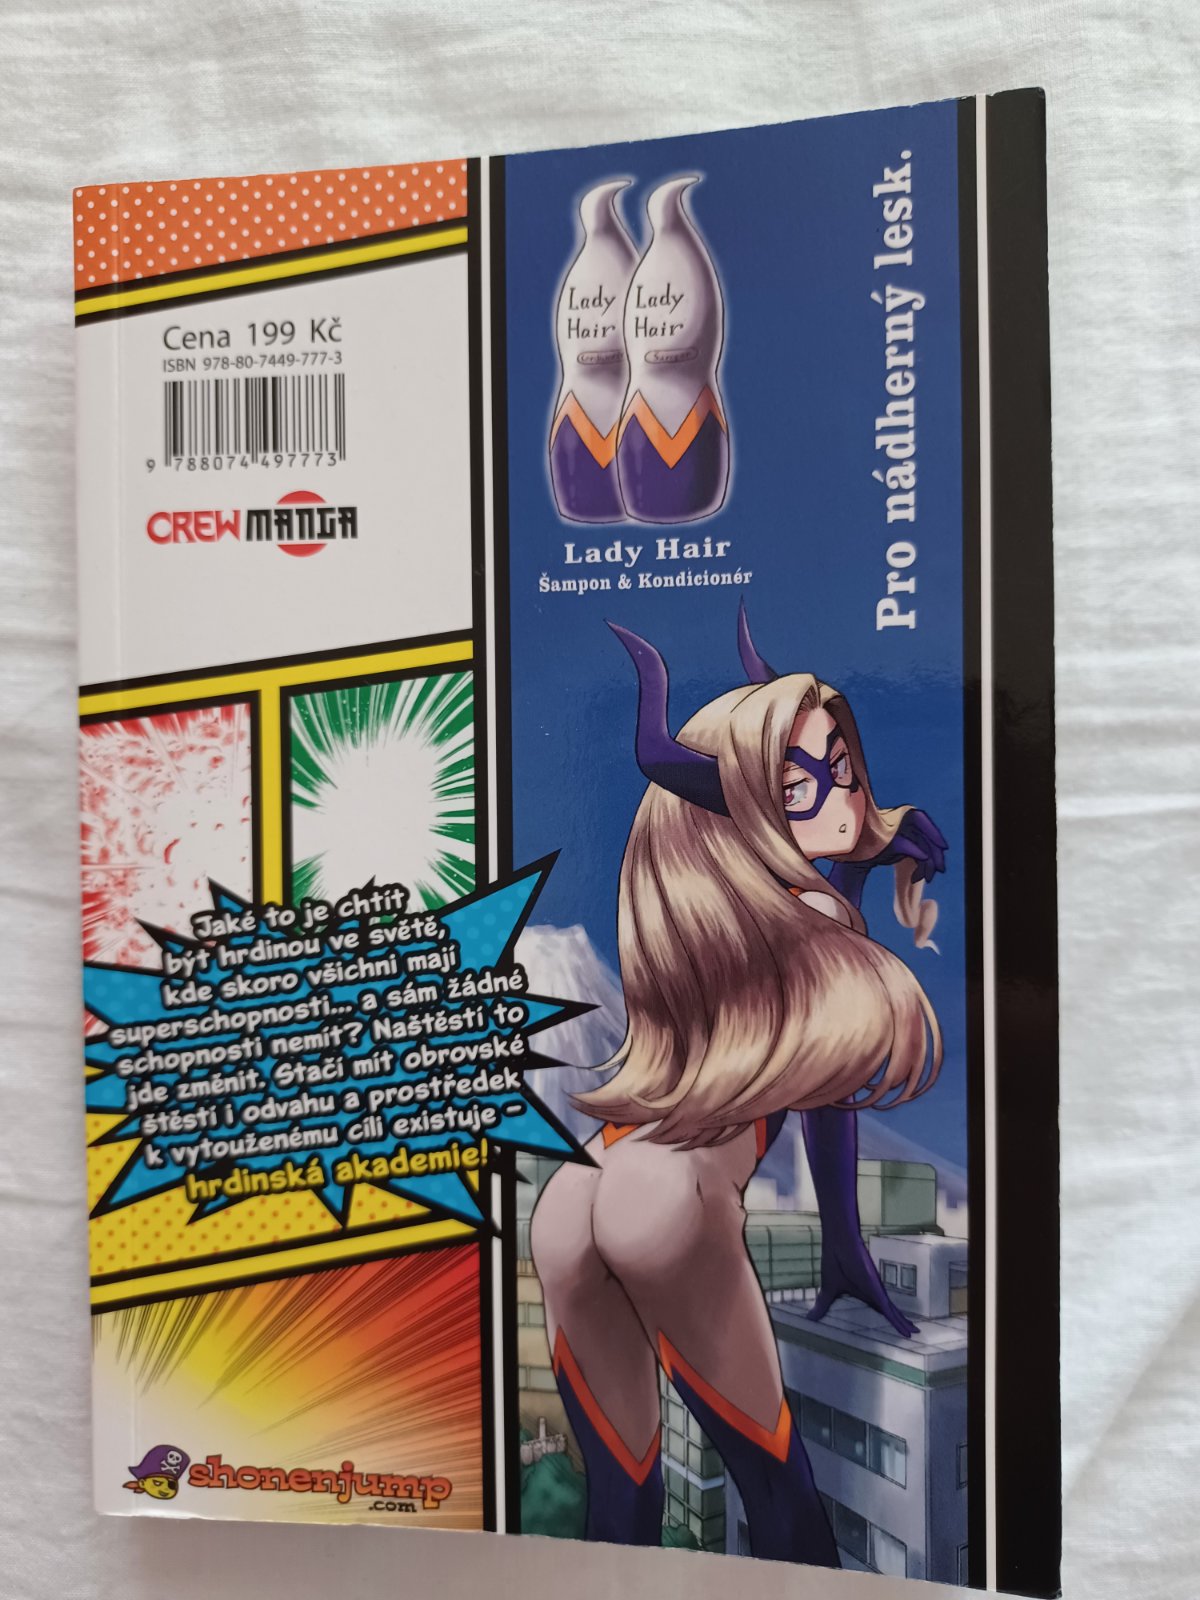 Cena 199 Kč
ISBN 978-80-7449-777-3
9 788074 497773
CREW MANGA
Jaké to je chtít
být hrdinou ve světě,
kde skoro všichni mají
superschopnosti... a sám žádné
schopnosti nemít? Naštěstí to
jde změnit. Stačí mít obrovské
štěstí i odvahu a prostředek
k vytouženému cíli existuje –
hrdinská akademie!
shonenjump
.com
Lady
Hair
Lady
Hair
Šampon
Lady Hair
Šampon & Kondicionér
Pro nádherný lesk.